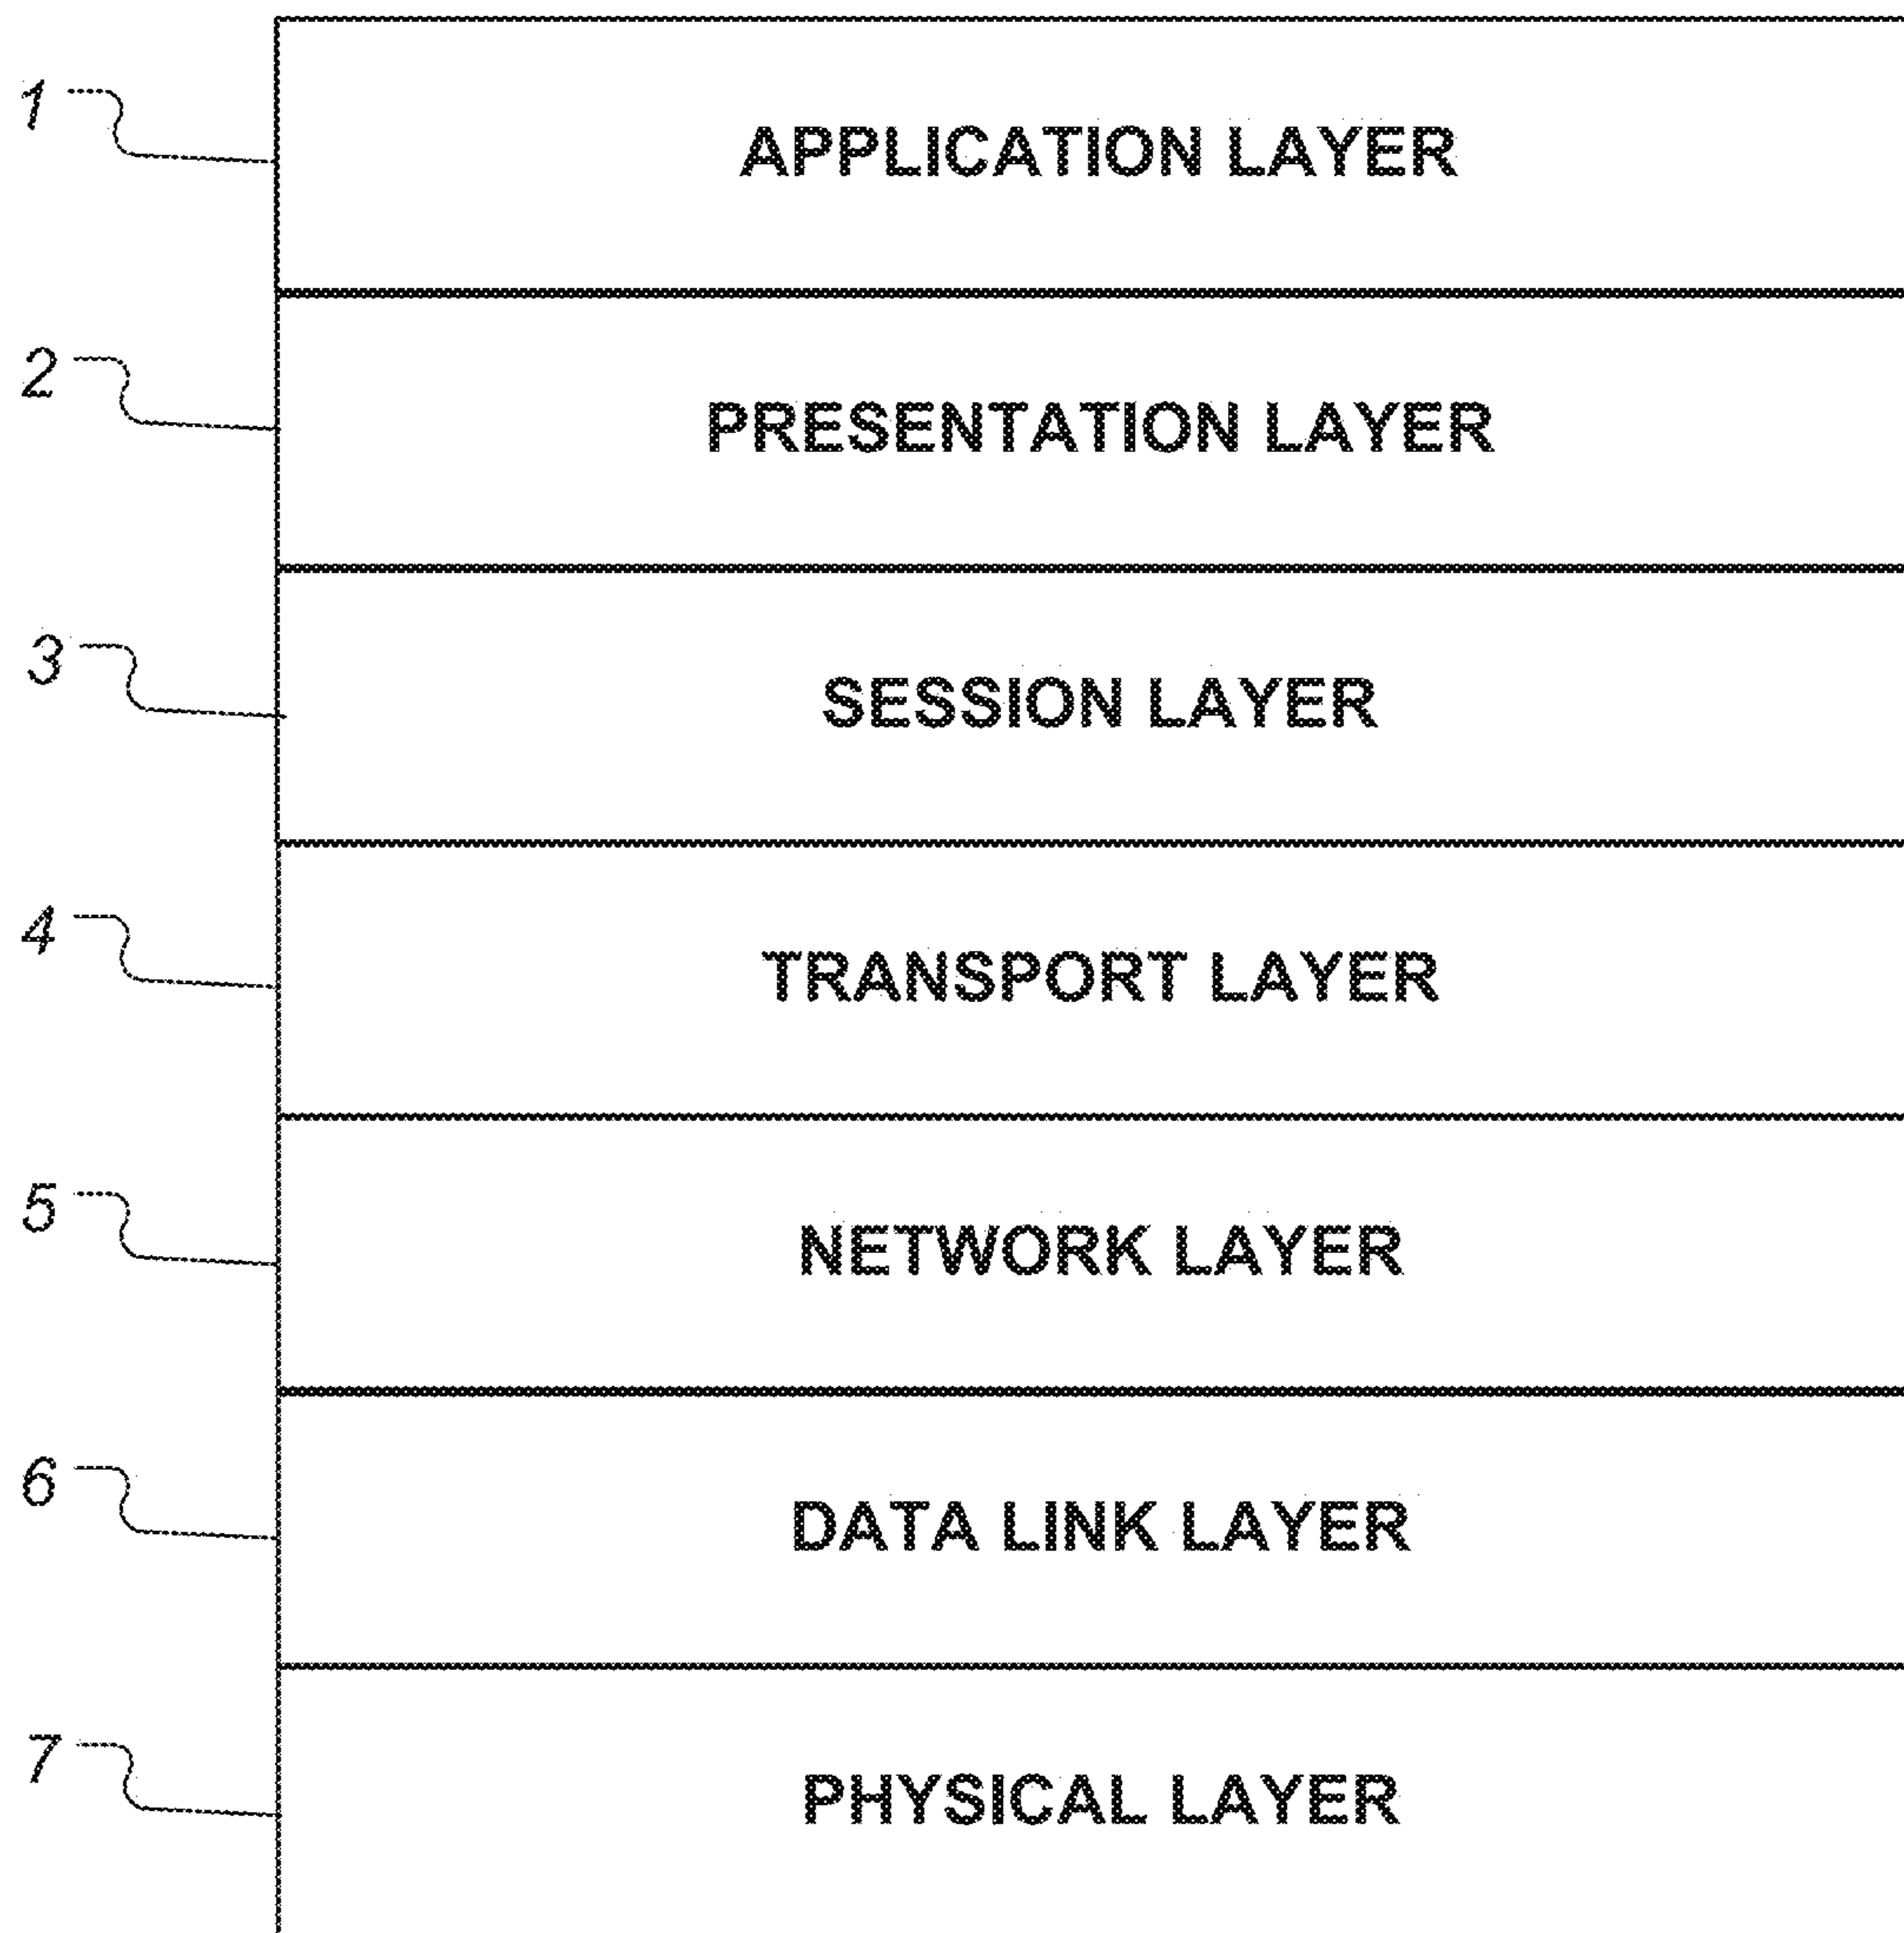 1 APPLICATION LAYER
2 PRESENTATION LAYER
3 SESSION LAYER
4 TRANSPORT LAYER
5 NETWORK LAYER
6 DATA LINK LAYER
7 PHYSICAL LAYER